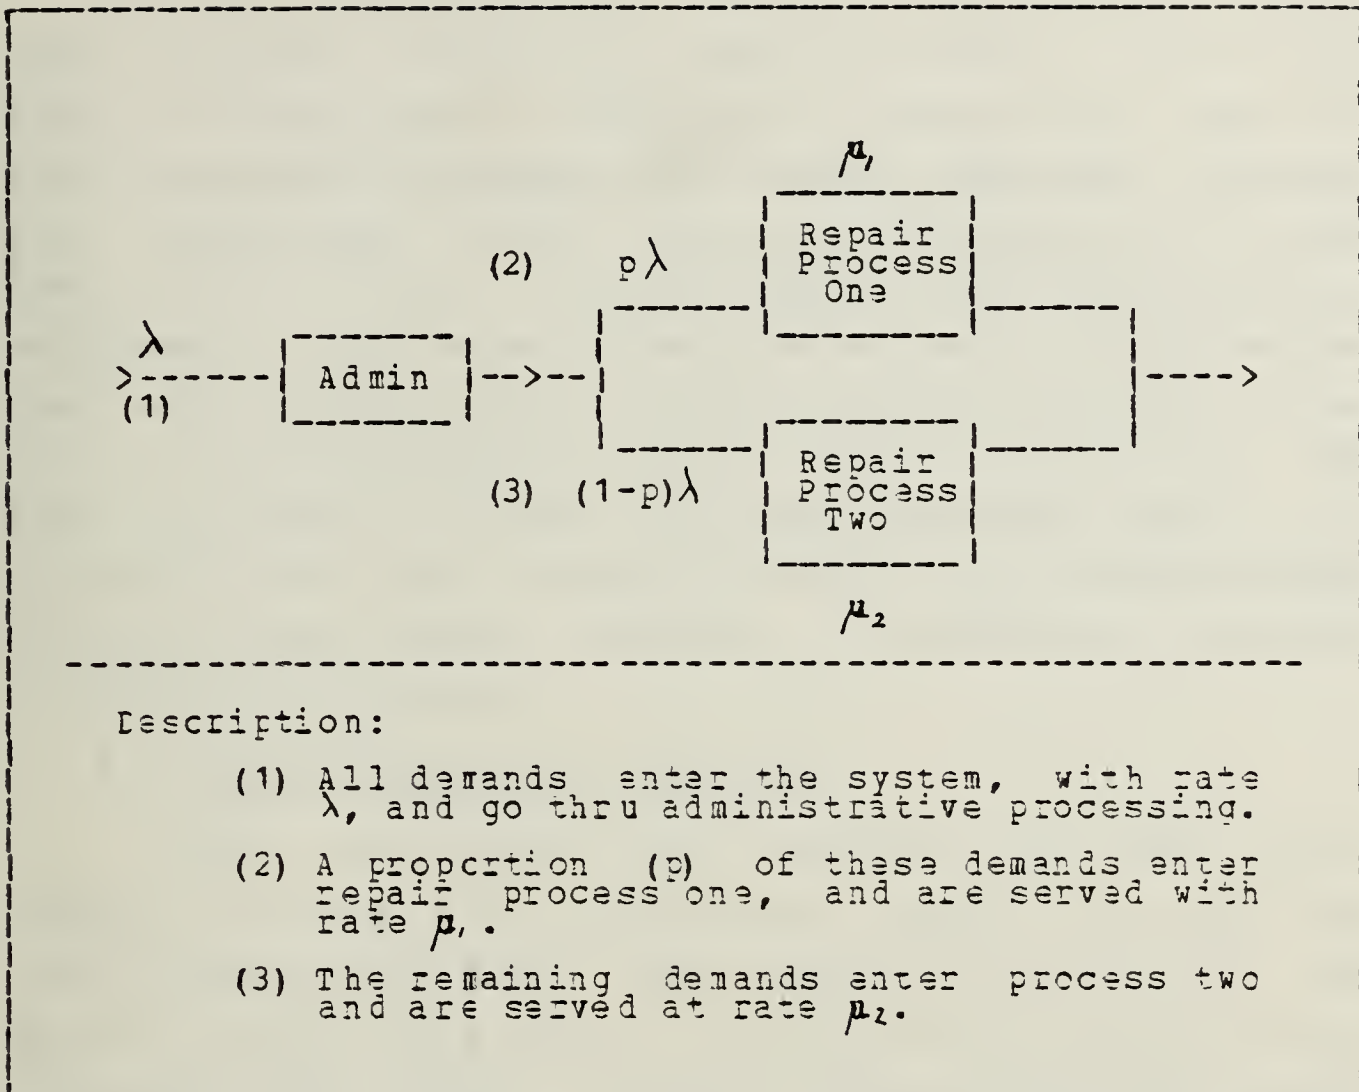 μ₁
Repair
Process
One
(2) pλ
λ
(1)
Admin
Repair
Process
Two
(3) (1-p)λ
μ₂
Description:
(1) All demands enter the system, with rate
λ, and go thru administrative processing.
(2) A proportion (p) of these demands enter
repair process one, and are served with
rate μ₁.
(3) The remaining demands enter process two
and are served at rate μ₂.